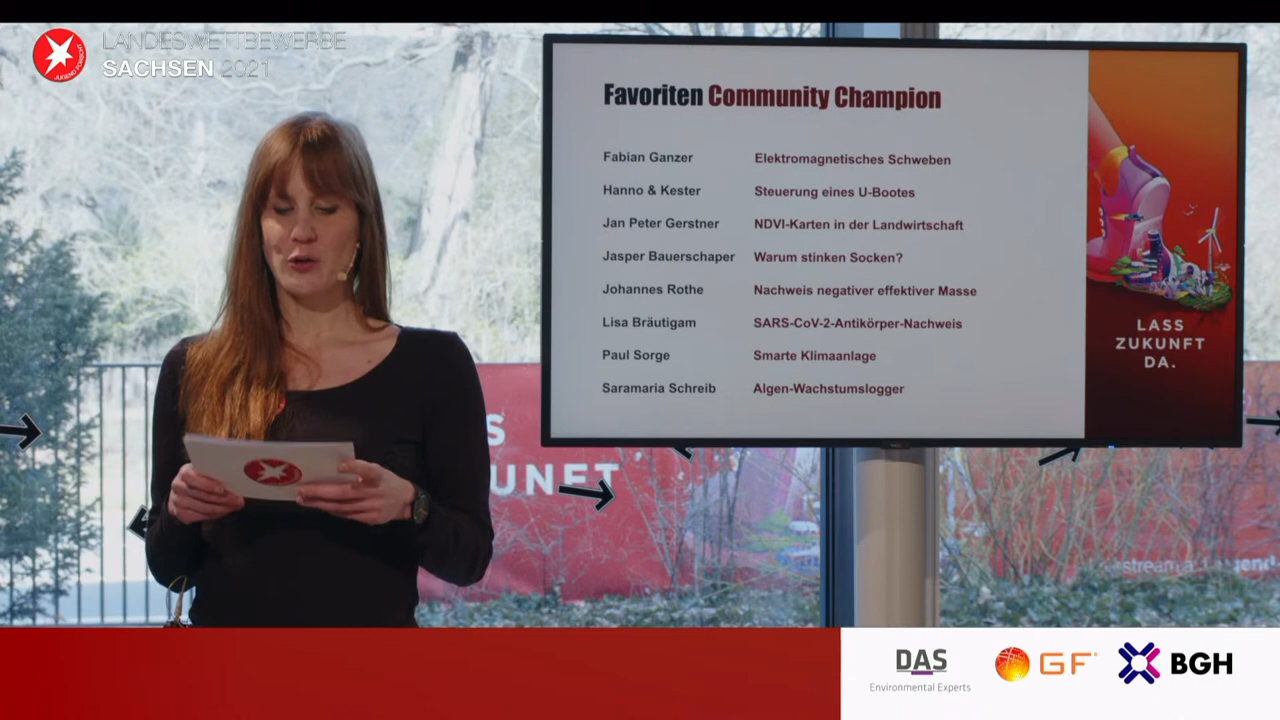 LANDESWETTBEWERBE
SACHSEN 2021
JUGEND FORSCHT
Favoriten Community Champion
Fabian Ganzer Elektromagnetisches Schweben
Hanno & Kester Steuerung eines U-Bootes
Jan Peter Gerstner NDVI-Karten in der Landwirtschaft
Jasper Bauerschaper Warum stinken Socken?
Johannes Rothe Nachweis negativer effektiver Masse
Lisa Bräutigam SARS-CoV-2-Antikörper-Nachweis
Paul Sorge Smarte Klimaanlage
Saramaria Schreib Algen-Wachstumslogger
LASS
ZUKUNFT
DA.
S
UNFT
DAS
Environmental Experts
GF
BGH